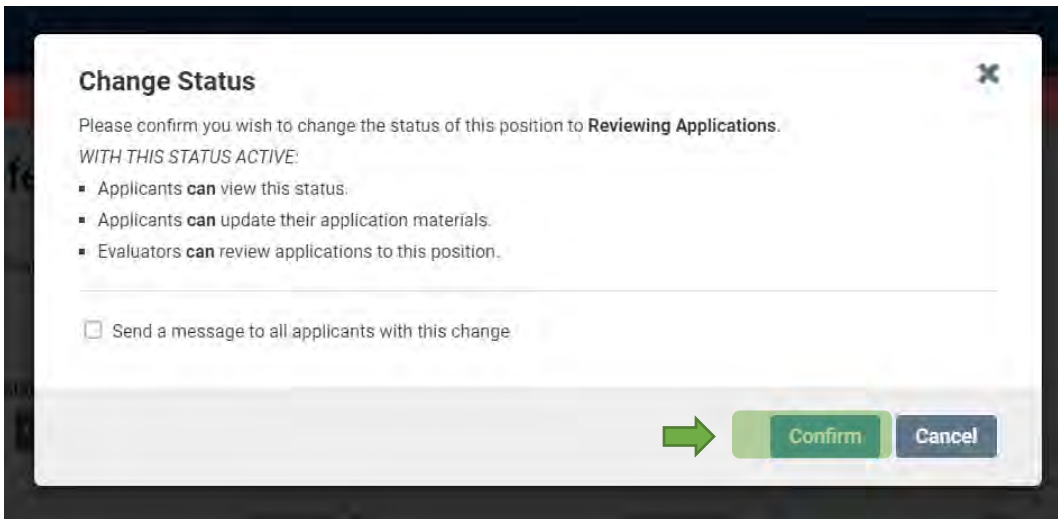 Change Status
Please confirm you wish to change the status of this position to Reviewing Applications.
WITH THIS STATUS ACTIVE:
Applicants can view this status.
Applicants can update their application materials.
Evaluators can review applications to this position.
Send a message to all applicants with this change
Confirm Cancel